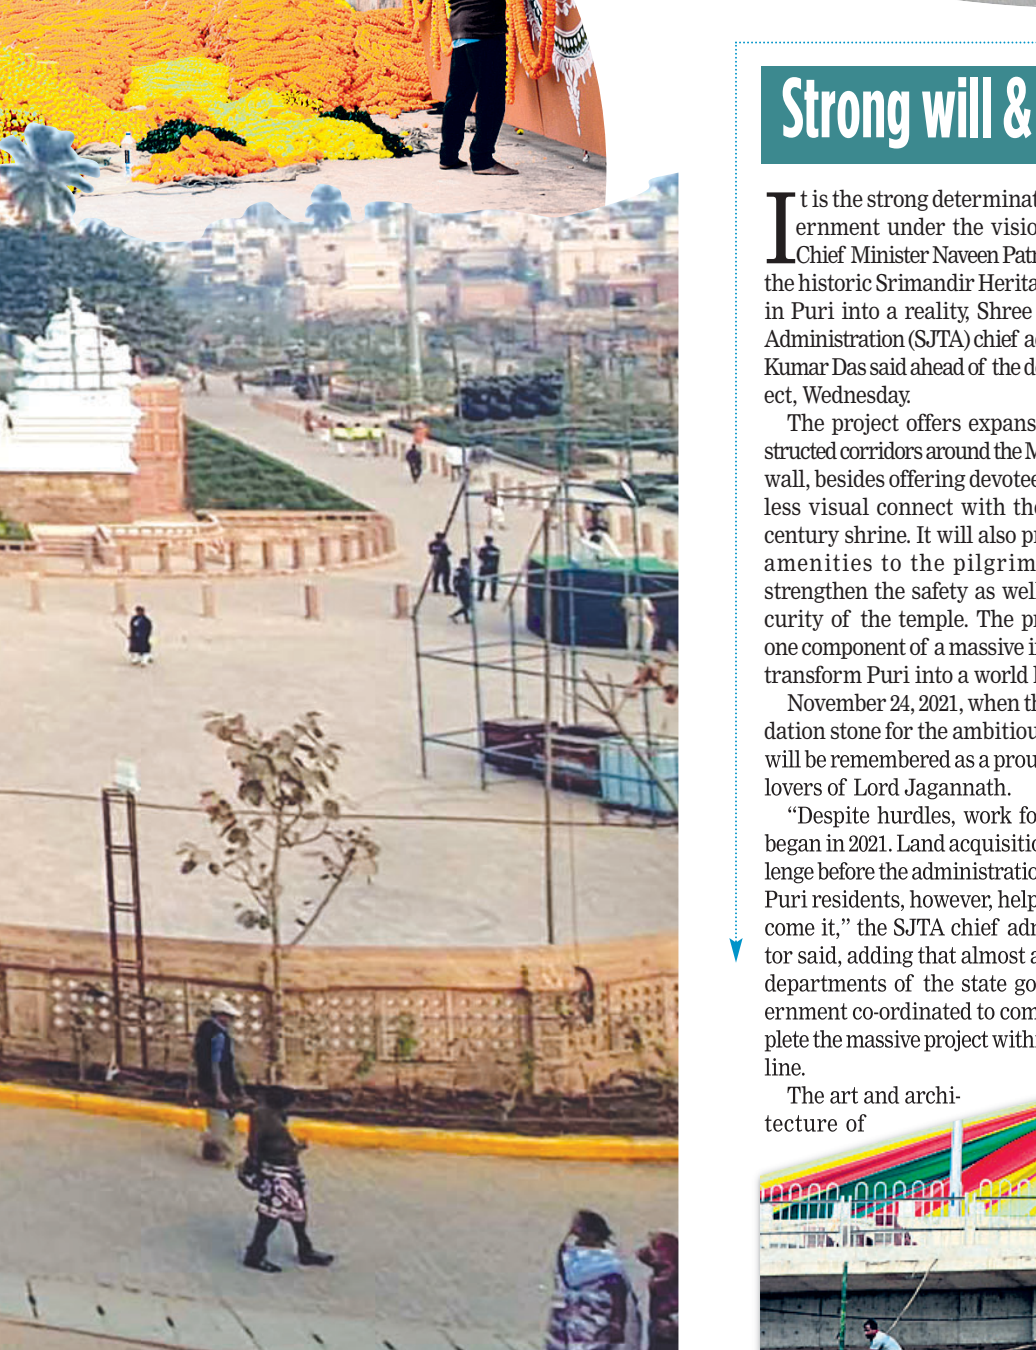 Strong will &
It is the strong determinat
ernment under the visio
Chief Minister Naveen Patn
the historic Srimandir Herita
in Puri into a reality, Shree
Administration (SJTA) chief a
Kumar Das said ahead of the d
ect, Wednesday.
The project offers expans
structed corridors around the M
wall, besides offering devotee
less visual connect with the
century shrine. It will also pr
amenities to the pilgrim
strengthen the safety as well
curity of the temple. The pr
one component of a massive i
transform Puri into a world
November 24, 2021, when th
dation stone for the ambitiou
will be remembered as a prou
lovers of Lord Jagannath.
“Despite hurdles, work fo
began in 2021. Land acquisitio
lenge before the administratio
Puri residents, however, help
come it,” the SJTA chief adm
tor said, adding that almost a
departments of the state go
ernment co-ordinated to com
plete the massive project with
line.
The art and archi-
tecture of